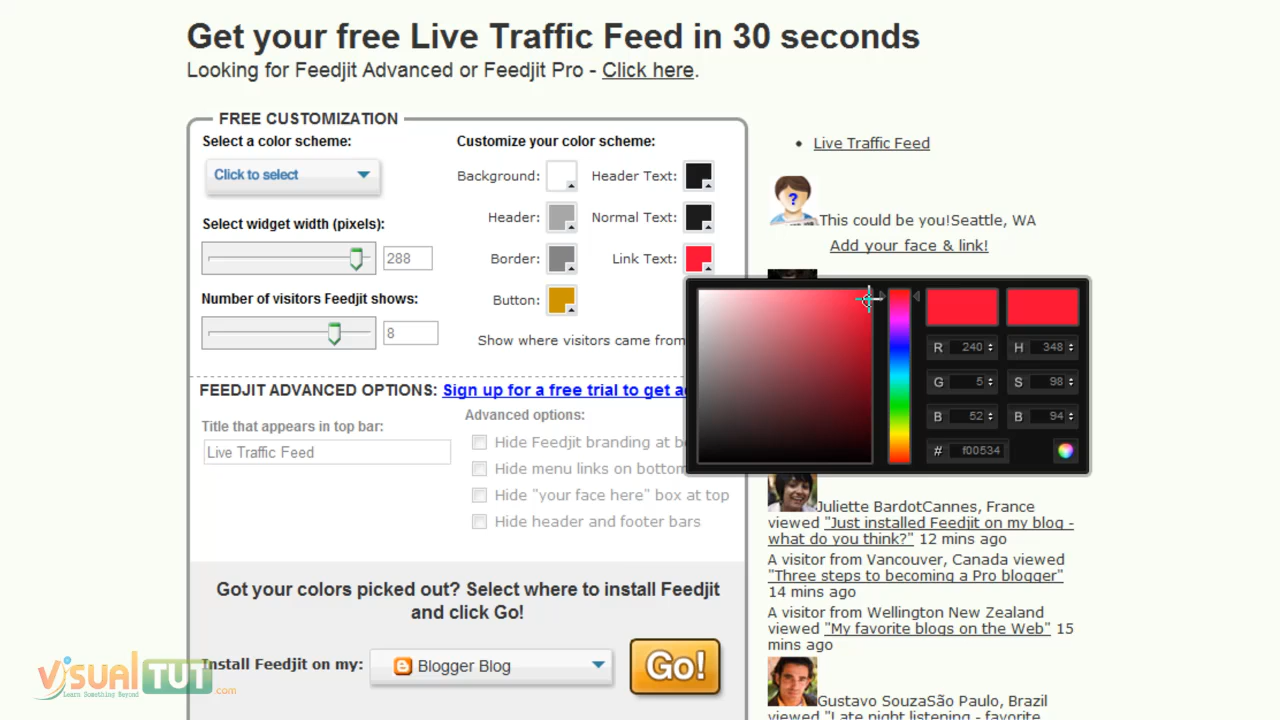 Get your free Live Traffic Feed in 30 seconds
Looking for Feedjit Advanced or Feedjit Pro - Click here.
FREE CUSTOMIZATION
Select a color scheme:
Click to select
Select widget width (pixels):
288
Number of visitors Feedjit shows:
8
Customize your color scheme:
Background:
Header Text:
Header:
Normal Text:
Border:
Link Text:
Button:
Show where visitors came from
FEEDJIT ADVANCED OPTIONS: Sign up for a free trial to get a
Title that appears in top bar:
Live Traffic Feed
Advanced options:
Hide Feedjit branding at b
Hide menu links on bottom
Hide "your face here" box at top
Hide header and footer bars
Got your colors picked out? Select where to install Feedjit
and click Go!
Install Feedjit on my:
Blogger Blog
Go!
Live Traffic Feed
?
This could be you!Seattle, WA
Add your face & link!
R 240
H 348
G 5
S 98
B 52
B 94
# f00534
Juliette BardotCannes, France
viewed "Just installed Feedjit on my blog -
what do you think?" 12 mins ago
A visitor from Vancouver, Canada viewed
"Three steps to becoming a Pro blogger"
14 mins ago
A visitor from Wellington New Zealand
viewed "My favorite blogs on the Web" 15
mins ago
Gustavo SouzaSão Paulo, Brazil
viewed "Late night listening - favorite
VisualTUT.com
Learn Something Beyond